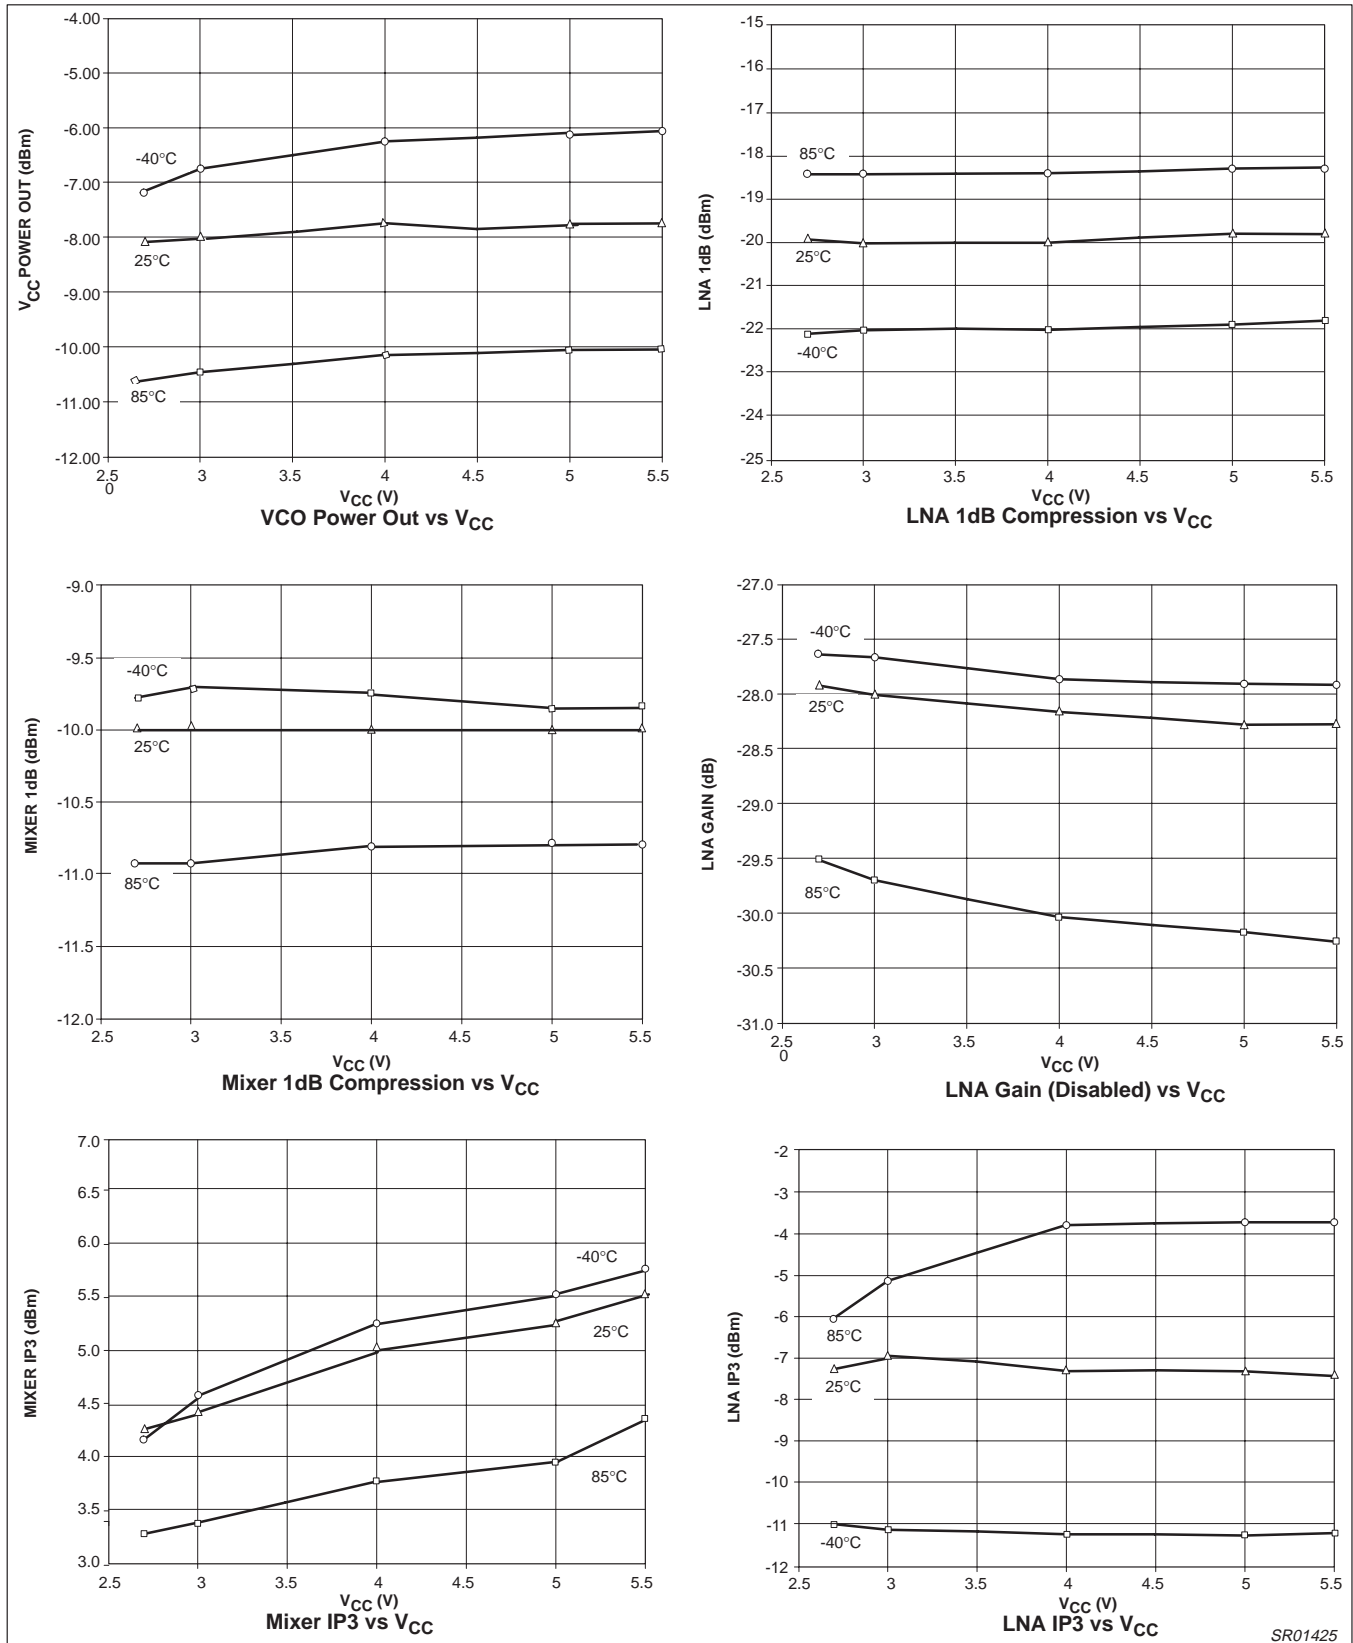 -4.00
-5.00
-6.00
-7.00
-8.00
-9.00
-10.00
-11.00
-12.00
VCC POWER OUT (dBm)
-40°C
25°C
85°C
2.5 3 3.5 4 4.5 5 5.5
0
VCC (V)
VCO Power Out vs VCC
-15
-16
-17
-18
-19
-20
-21
-22
-23
-24
-25
LNA 1dB (dBm)
85°C
25°C
-40°C
2.5 3 3.5 4 4.5 5 5.5
VCC (V)
LNA 1dB Compression vs VCC
-9.0
-9.5
-10.0
-10.5
-11.0
-11.5
-12.0
MIXER 1dB (dBm)
-40°C
25°C
85°C
2.5 3 3.5 4 4.5 5 5.5
VCC (V)
Mixer 1dB Compression vs VCC
-27.0
-27.5
-28.0
-28.5
-29.0
-29.5
-30.0
-30.5
-31.0
LNA GAIN (dB)
-40°C
25°C
85°C
2.5 3 3.5 4 4.5 5 5.5
0
VCC (V)
LNA Gain (Disabled) vs VCC
7.0
6.5
6.0
5.5
5.0
4.5
4.0
3.5
3.0
MIXER IP3 (dBm)
-40°C
25°C
85°C
2.5 3 3.5 4 4.5 5 5.5
VCC (V)
Mixer IP3 vs VCC
-2
-3
-4
-5
-6
-7
-8
-9
-10
-11
-12
LNA IP3 (dBm)
85°C
25°C
-40°C
2.5 3 3.5 4 4.5 5 5.5
VCC (V)
LNA IP3 vs VCC
SR01425